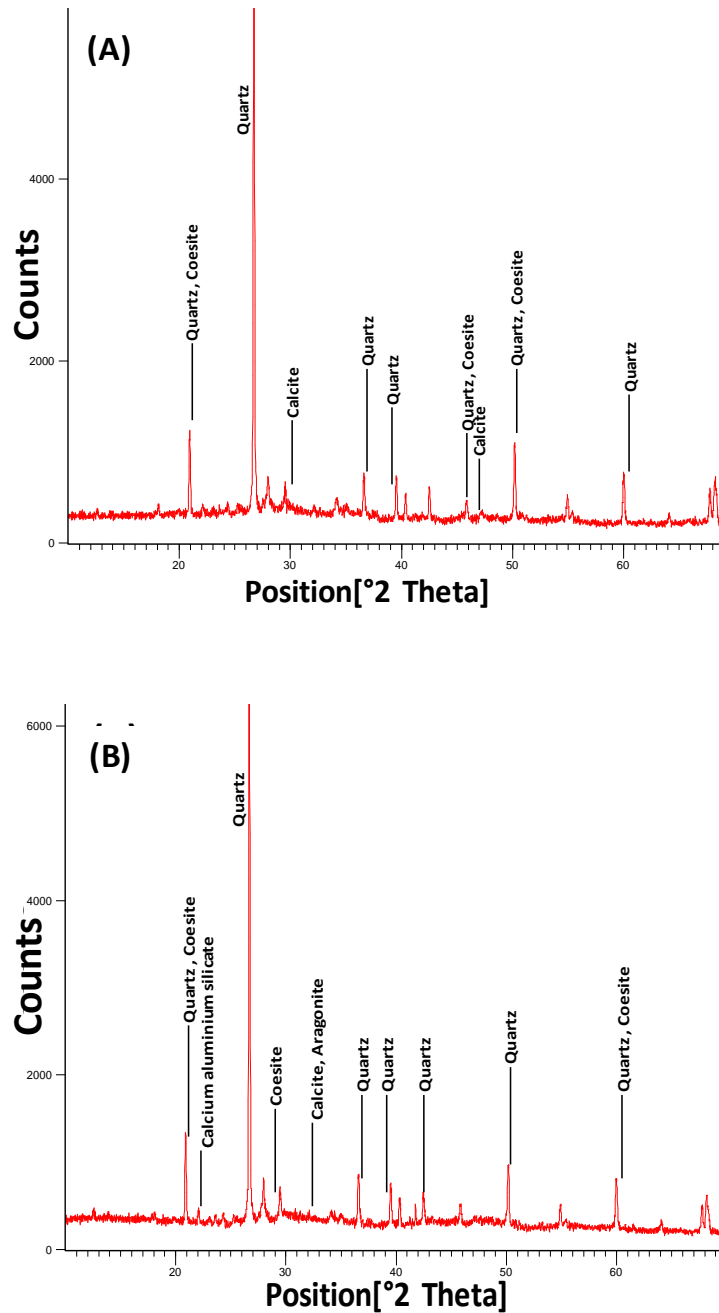 (A)
Quartz
Quartz, Coesite
Calcite
Quartz
Quartz
Quartz, Coesite
Calcite
Quartz, Coesite
Quartz
Counts
4000
2000
0
20
30
40
50
60
Position[°2 Theta]
(B)
Quartz
Quartz, Coesite
Calcium aluminium silicate
Coesite
Calcite, Aragonite
Quartz
Quartz
Quartz
Quartz
Quartz, Coesite
Counts
6000
4000
2000
0
20
30
40
50
60
Position[°2 Theta]